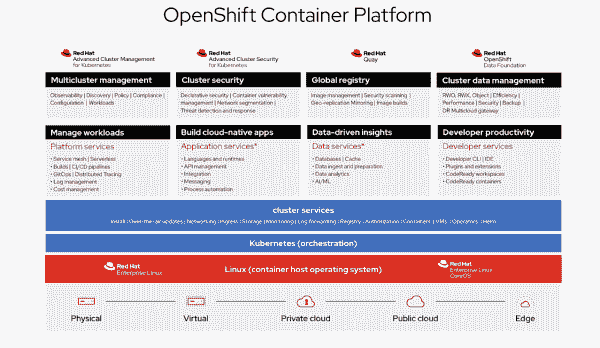 OpenShift Container Platform
Red Hat
Advanced Cluster Management
for Kubernetes
Red Hat
Advanced Cluster Security
for Kubernetes
Red Hat
Quay
Red Hat
OpenShift
Data Foundation
Multicluster management
Cluster security
Global registry
Cluster data management
Observability | Discovery | Policy | Compliance |
Configuration | Workloads
Declarative security | Container vulnerability
management | Network segmentation |
Threat detection and response
Image management | Security scanning |
Geo-replication Mirroring | Image builds
RWO, RWX, Object | Efficiency |
Performance | Security | Backup |
DR Multicloud gateway
Manage workloads
Build cloud-native apps
Data-driven insights
Developer productivity
Platform services
• Service mesh | Serverless
• Builds | CI/CD pipelines
• GitOps | Distributed Tracing
• Log management
• Cost management
Application services*
• Languages and runtimes
• API management
• Integration
• Messaging
• Process automation
Data services*
• Databases | Cache
• Data ingest and preparation
• Data analytics
• AI/ML
Developer services
• Developer CLI | IDE
• Plugins and extensions
• CodeReady workspaces
• CodeReady containers
cluster services
Install | Over-the-air updates | Networking | Ingress | Storage | Monitoring | Log forwarding | Registry | Authorization | Containers | VMs | Operators | Helm
Kubernetes (orchestration)
Red Hat
Enterprise Linux
Linux (container host operating system)
Red Hat
Enterprise Linux
CoreOS
Physical
Virtual
Private cloud
Public cloud
Edge